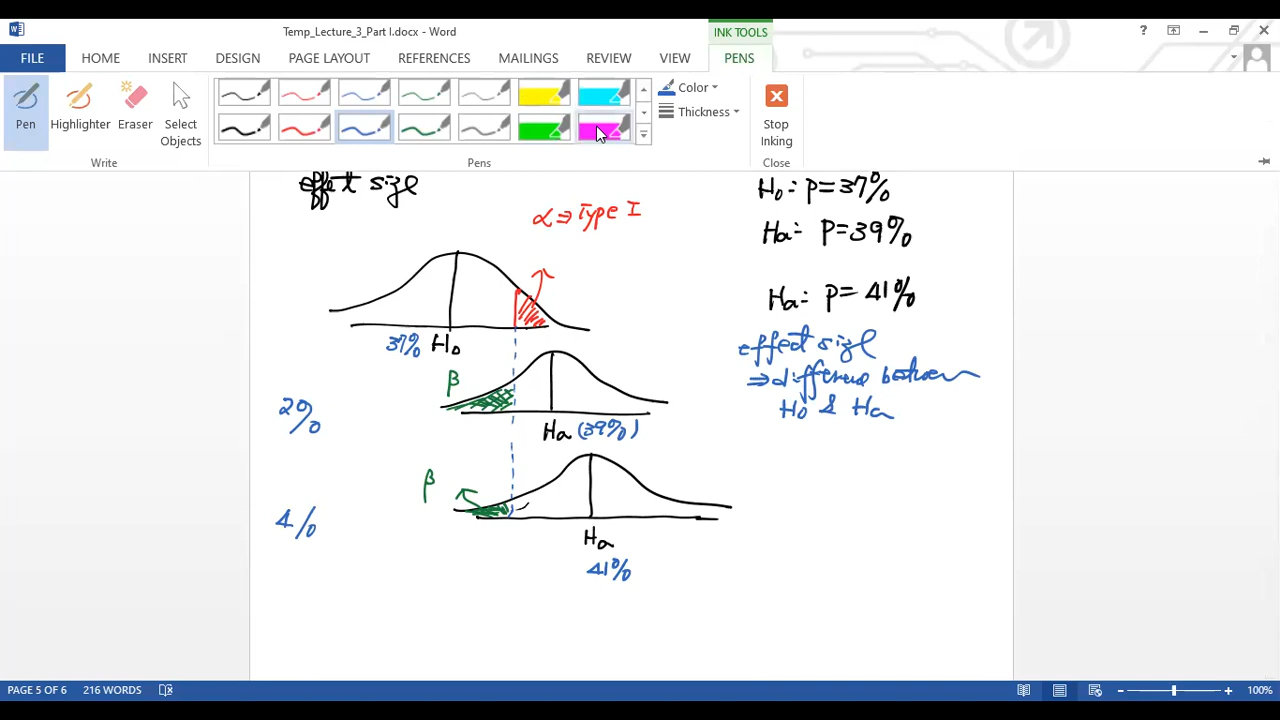 Temp_Lecture_3_Part I.docx - Word
INK TOOLS
FILE
HOME
INSERT
DESIGN
PAGE LAYOUT
REFERENCES
MAILINGS
REVIEW
VIEW
PENS
Pen
Highlighter
Eraser
Select
Objects
Color
Thickness
Stop
Inking
Write
Pens
Close
effect size
α ⇒ Type I
H0: P=37%
Ha: P=39%
Ha: P=41%
effect size
⇒ difference between
H0 & Ha
37% H0
β
2%
Ha (39%)
β
4%
Ha
41%
PAGE 5 OF 6
216 WORDS
100%